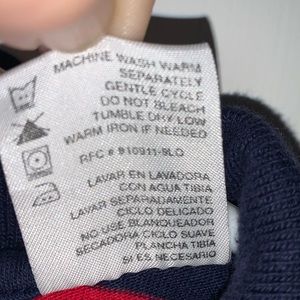 MACHINE WASH WARM
SEPARATELY
GENTLE CYCLE
DO NOT BLEACH
TUMBLE DRY LOW
WARM IRON IF NEEDED
RFC # 910911-BLO
LAVAR EN LAVADORA
CON AGUA TIBIA
LAVAR SEPARADAMENTE
CICLO DELICADO
NO USE BLANQUEADOR
SECADORA CICLO SUAVE
PLANCHA TIBIA
SI ES NECESARIO